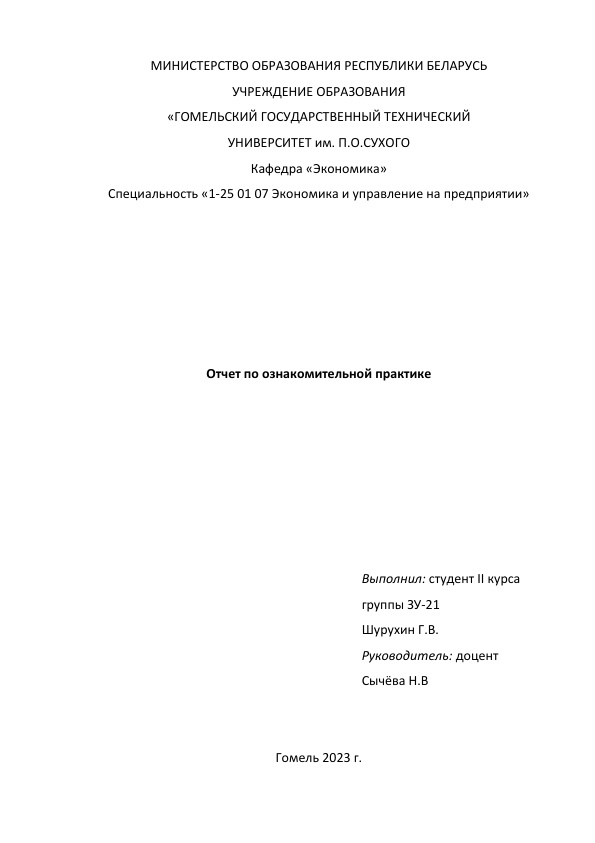 МИНИСТЕРСТВО ОБРАЗОВАНИЯ РЕСПУБЛИКИ БЕЛАРУСЬ
УЧРЕЖДЕНИЕ ОБРАЗОВАНИЯ
«ГОМЕЛЬСКИЙ ГОСУДАРСТВЕННЫЙ ТЕХНИЧЕСКИЙ
УНИВЕРСИТЕТ им. П.О.СУХОГО
Кафедра «Экономика»
Специальность «1-25 01 07 Экономика и управление на предприятии»
Отчет по ознакомительной практике
Выполнил: студент II курса
группы ЗУ-21
Шурухин Г.В.
Руководитель: доцент
Сычёва Н.В
Гомель 2023 г.